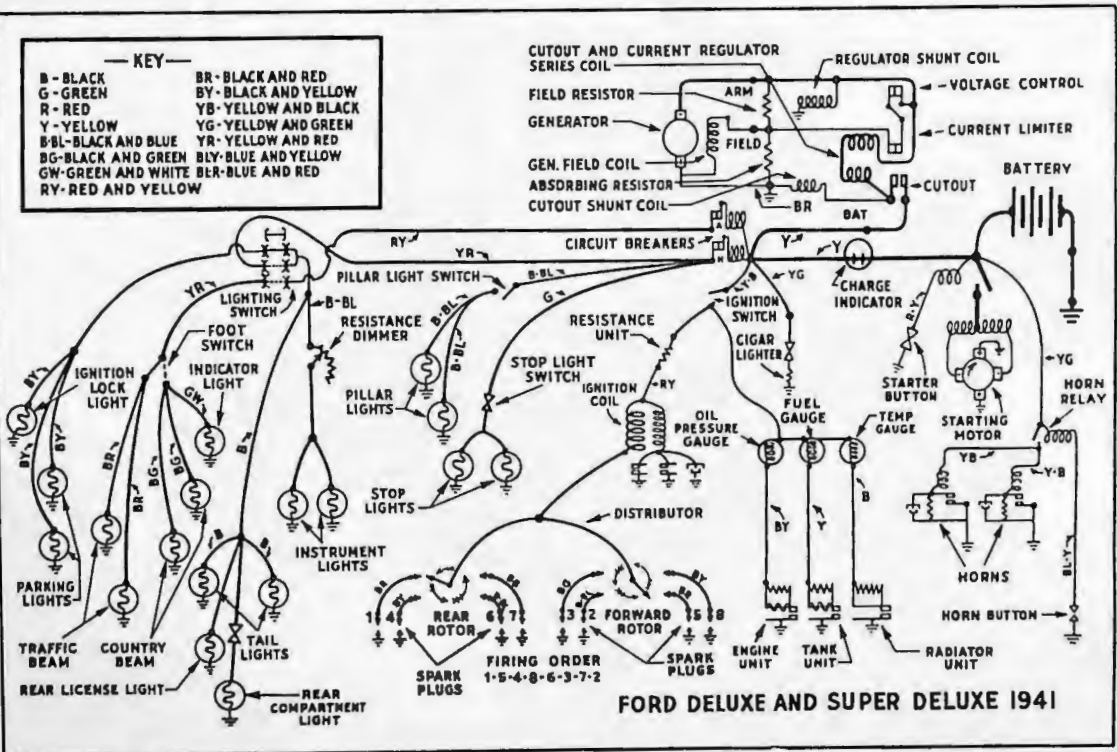 KEY
B - BLACK
G - GREEN
R - RED
Y - YELLOW
B-BL - BLACK AND BLUE
BG - BLACK AND GREEN
GW - GREEN AND WHITE
RY - RED AND YELLOW
BR - BLACK AND RED
BY - BLACK AND YELLOW
YB - YELLOW AND BLACK
YG - YELLOW AND GREEN
YR - YELLOW AND RED
BLY - BLUE AND YELLOW
BLR - BLUE AND RED
CUTOUT AND CURRENT REGULATOR
SERIES COIL
REGULATOR SHUNT COIL
ARM
VOLTAGE CONTROL
FIELD RESISTOR
GENERATOR
FIELD
CURRENT LIMITER
GEN. FIELD COIL
ABSORBING RESISTOR
CUTOUT SHUNT COIL
BR
BAT
CUTOUT
BATTERY
RY
YR
CIRCUIT BREAKERS
A
H
Y
Y
YG
Y-B
CHARGE
INDICATOR
PILLAR LIGHT SWITCH
B-BL
G
YR
LIGHTING
SWITCH
B-BL
RESISTANCE
DIMMER
B-BL
B-BL
IGNITION
SWITCH
RESISTANCE
UNIT
CIGAR
LIGHTER
R-Y
STARTER
BUTTON
STARTING
MOTOR
YG
HORN
RELAY
FOOT
SWITCH
INDICATOR
LIGHT
GW
BY
IGNITION
LOCK
LIGHT
BY
BY
BR
BR
BG
BG
B
PILLAR
LIGHTS
STOP LIGHT
SWITCH
IGNITION
COIL
RY
OIL
PRESSURE
GAUGE
FUEL
GAUGE
TEMP
GAUGE
YB
Y-B
STOP
LIGHTS
INSTRUMENT
LIGHTS
BY
Y
B
HORNS
BL-Y
HORN BUTTON
PARKING
LIGHTS
TRAFFIC
BEAM
COUNTRY
BEAM
B
TAIL
LIGHTS
REAR LICENSE LIGHT
REAR
COMPARTMENT
LIGHT
DISTRIBUTOR
BR
BY
BR
1 4
REAR
ROTOR
6 7
BG
B-BL
3 2
FORWARD
ROTOR
BY
5 8
SPARK
PLUGS
FIRING ORDER
1-5-4-8-6-3-7-2
SPARK
PLUGS
ENGINE
UNIT
TANK
UNIT
RADIATOR
UNIT
FORD DELUXE AND SUPER DELUXE 1941